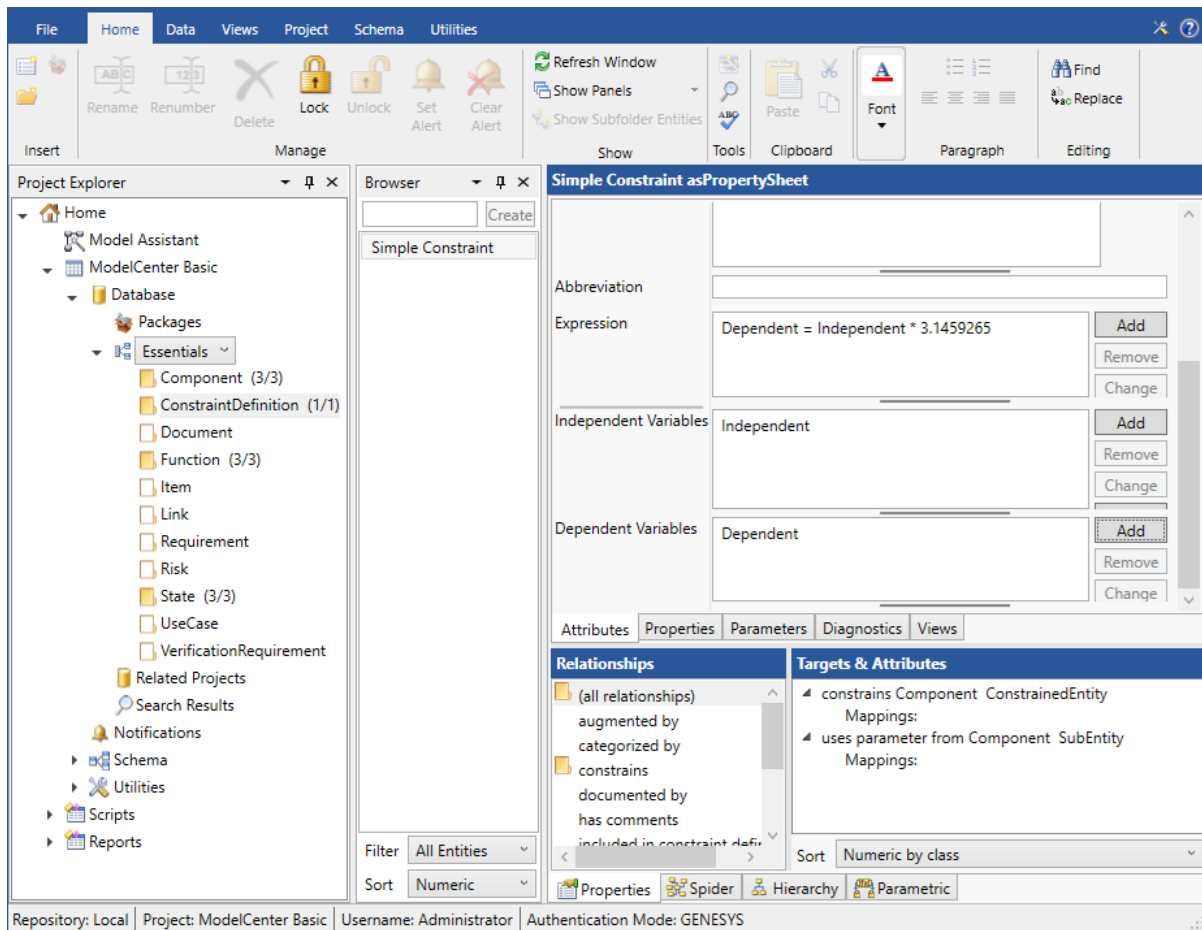 File Home Data Views Project Schema Utilities
Rename Renumber Delete Lock Unlock Set Alert Clear Alert
Refresh Window
Show Panels
Show Subfolder Entities
Paste
Font
Find
Replace
Insert Manage Show Tools Clipboard Paragraph Editing
Project Explorer
Home
Model Assistant
ModelCenter Basic
Database
Packages
Essentials
Component (3/3)
ConstraintDefinition (1/1)
Document
Function (3/3)
Item
Link
Requirement
Risk
State (3/3)
UseCase
VerificationRequirement
Related Projects
Search Results
Notifications
Schema
Utilities
Scripts
Reports
Browser
Create
Simple Constraint
Filter All Entities
Sort Numeric
Simple Constraint asPropertySheet
Abbreviation
Expression Dependent = Independent * 3.1459265 Add
Remove
Change
Independent Variables Independent Add
Remove
Change
Dependent Variables Dependent Add
Remove
Change
Attributes Properties Parameters Diagnostics Views
Relationships
(all relationships)
augmented by
categorized by
constrains
documented by
has comments
included in constraint defir
Targets & Attributes
constrains Component ConstrainedEntity
Mappings:
uses parameter from Component SubEntity
Mappings:
Sort Numeric by class
Properties Spider Hierarchy Parametric
Repository: Local Project: ModelCenter Basic Username: Administrator Authentication Mode: GENESYS